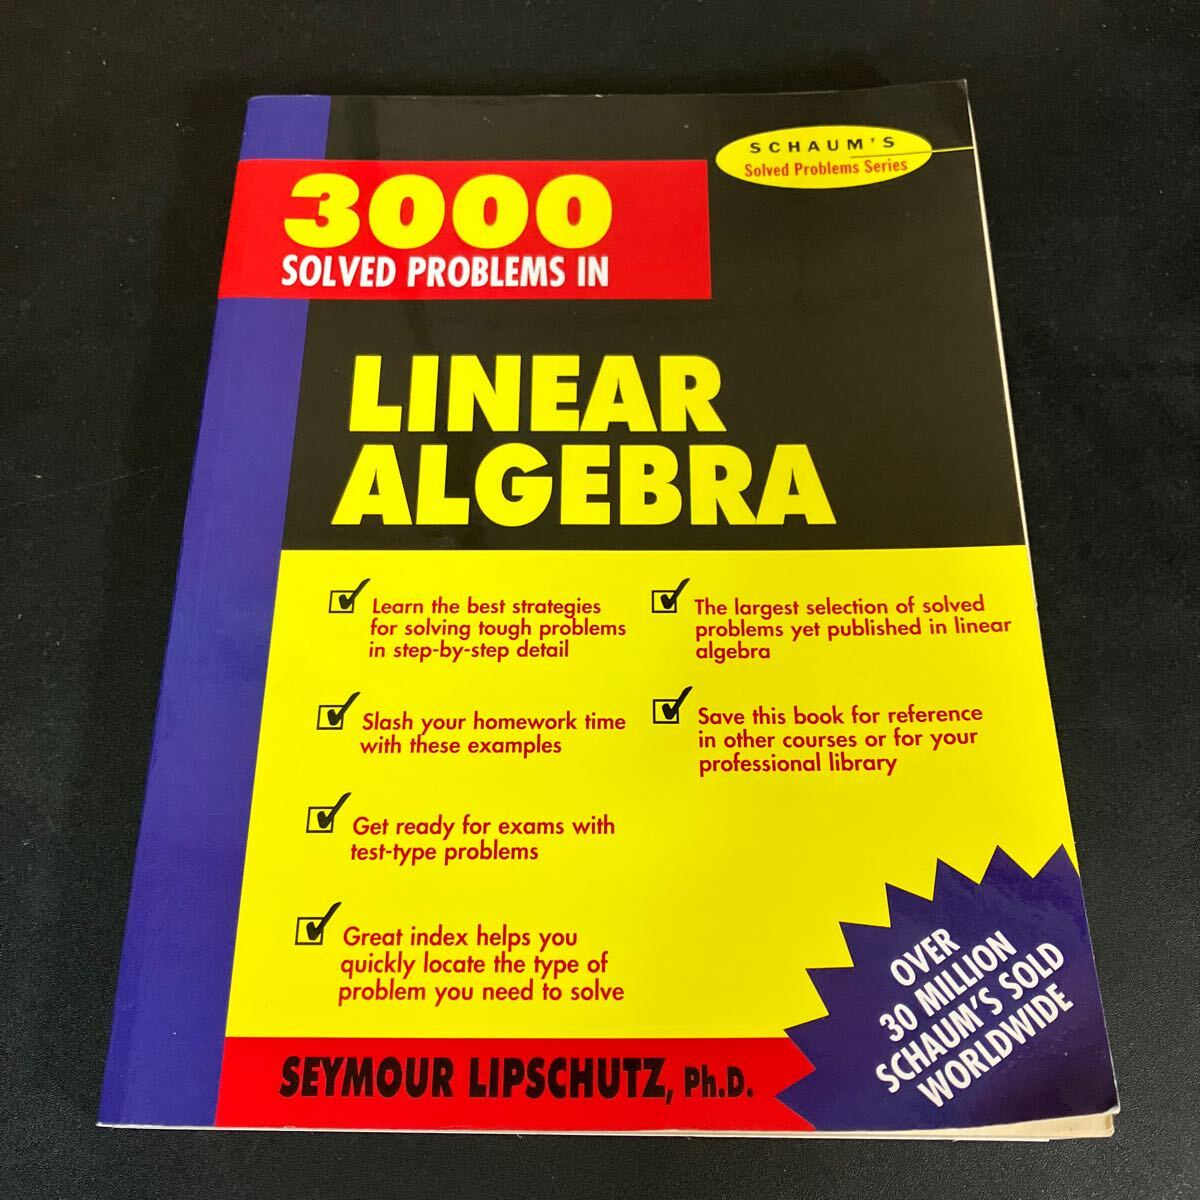 SCHAUM'S
Solved Problems Series
3000
SOLVED PROBLEMS IN
LINEAR
ALGEBRA
Learn the best strategies
for solving tough problems
in step-by-step detail
Slash your homework time
with these examples
Get ready for exams with
test-type problems
Great index helps you
quickly locate the type of
problem you need to solve
The largest selection of solved
problems yet published in linear
algebra
Save this book for reference
in other courses or for your
professional library
OVER
30 MILLION
SCHAUM'S SOLD
WORLDWIDE
SEYMOUR LIPSCHUTZ, Ph.D.